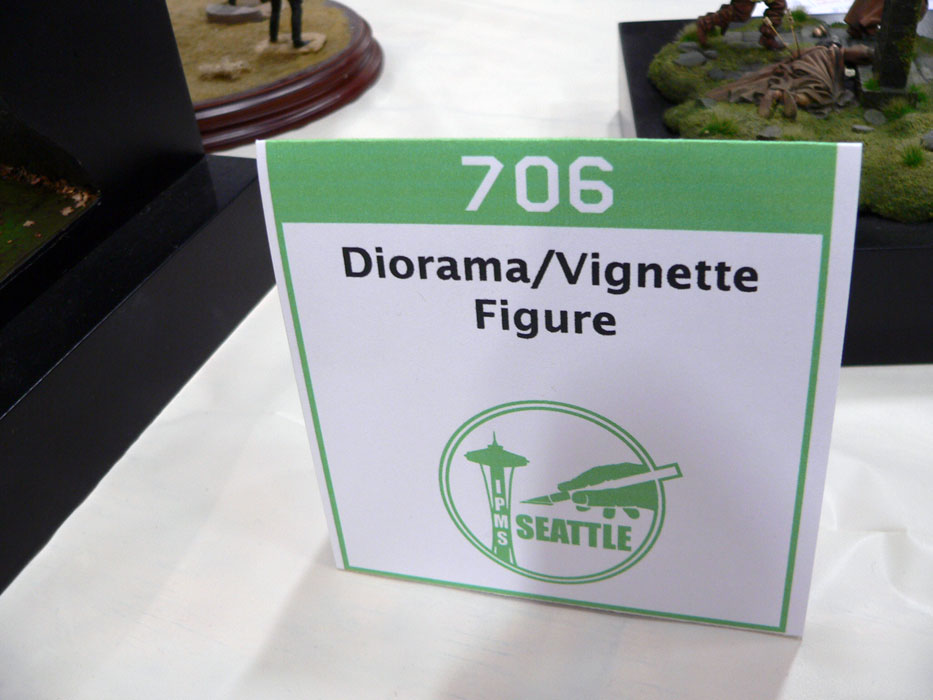 706
Diorama/Vignette
Figure
IPMS
SEATTLE